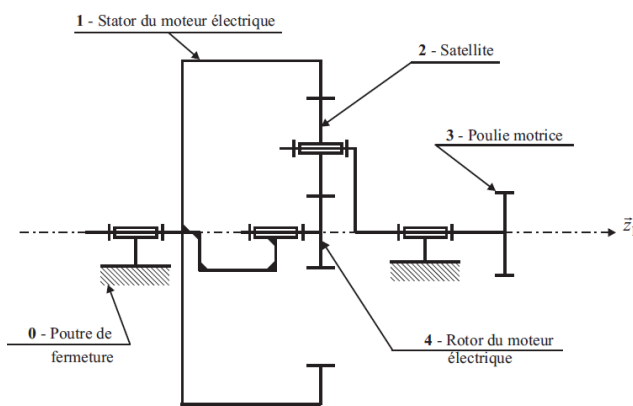 1 - Stator du moteur électrique
2 - Satellite
3 - Poulie motrice
0 - Poutre de
fermeture
4 - Rotor du moteur
électrique